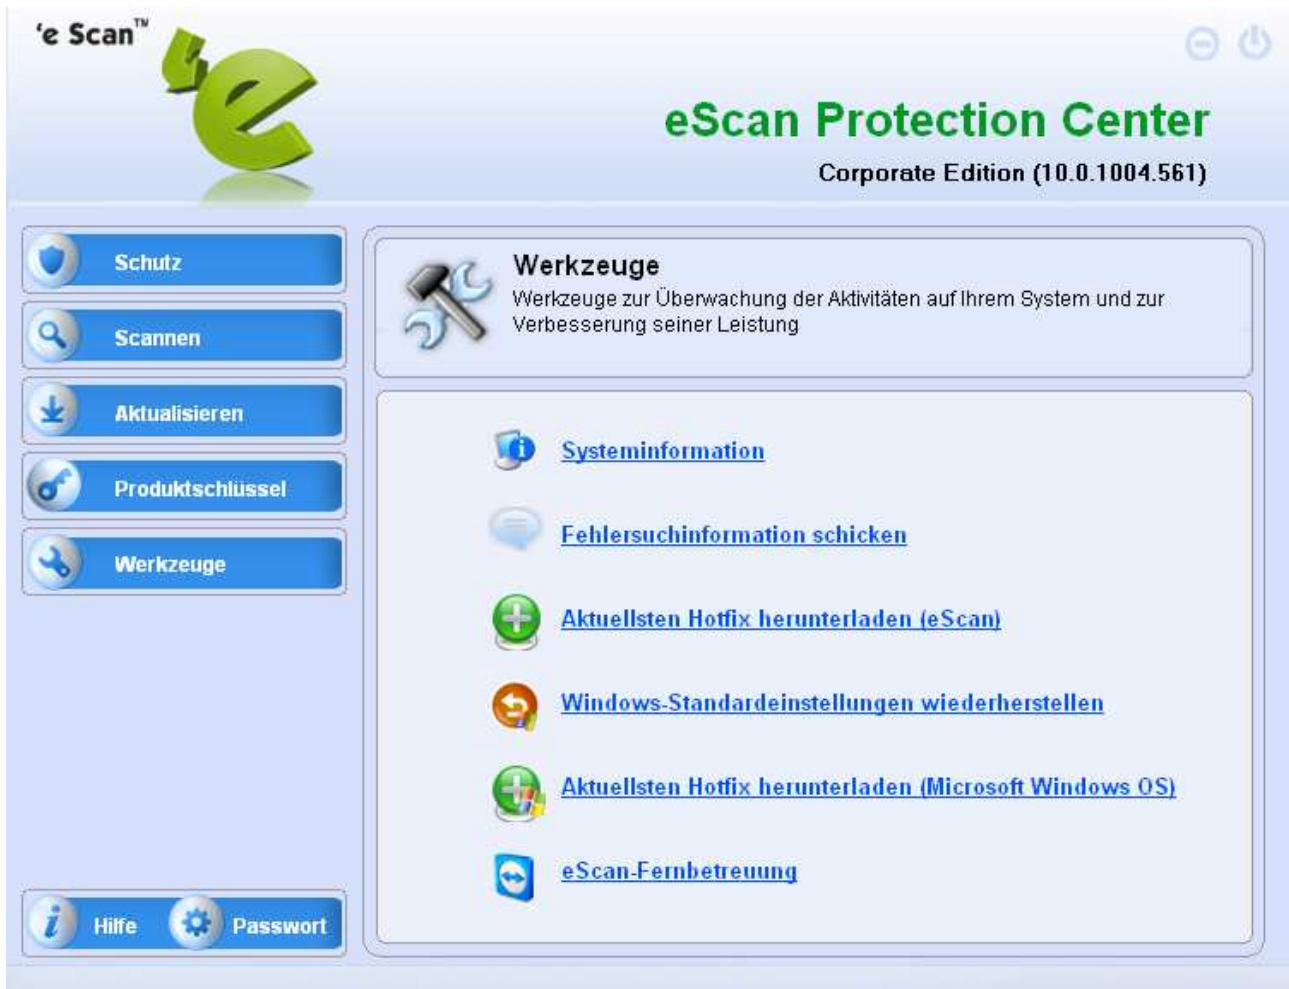 ‘e Scan™
eScan Protection Center
Corporate Edition (10.0.1004.561)
Schutz
Scannen
Aktualisieren
Produktschlüssel
Werkzeuge
Hilfe
Passwort
Werkzeuge
Werkzeuge zur Überwachung der Aktivitäten auf Ihrem System und zur
Verbesserung seiner Leistung
Systeminformation
Fehlersuchinformation schicken
Aktuellsten Hotfix herunterladen (eScan)
Windows-Standardeinstellungen wiederherstellen
Aktuellsten Hotfix herunterladen (Microsoft Windows OS)
eScan-Fernbetreuung